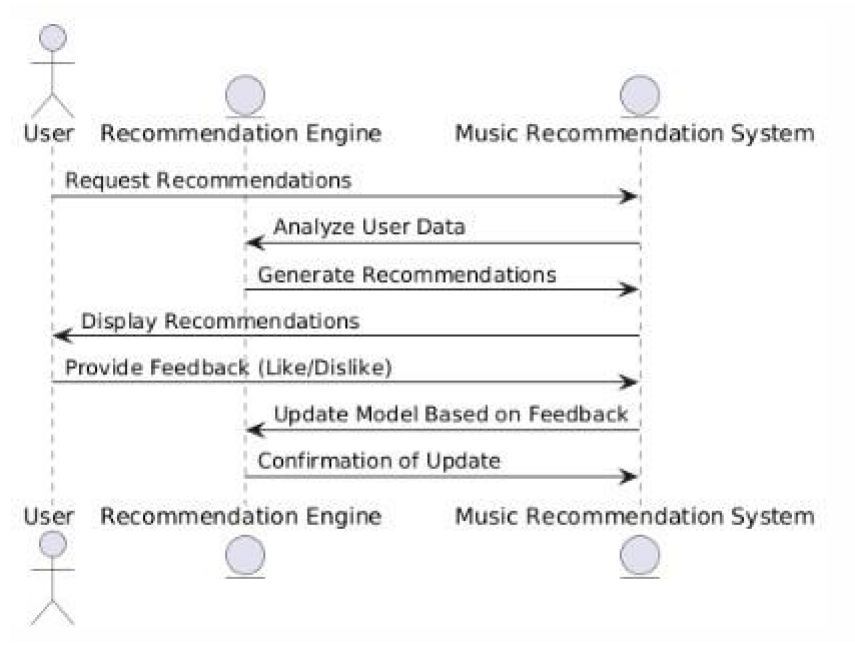 User Recommendation Engine Music Recommendation System
Request Recommendations
Analyze User Data
Generate Recommendations
Display Recommendations
Provide Feedback (Like/Dislike)
Update Model Based on Feedback
Confirmation of Update
User Recommendation Engine Music Recommendation System